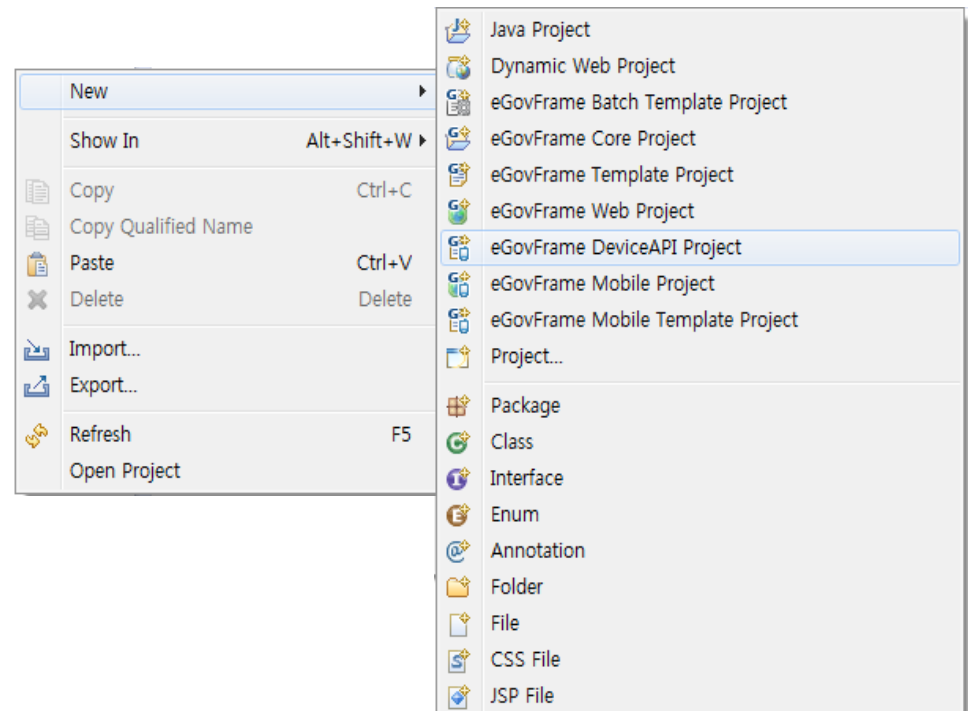 New
Show In Alt+Shift+W
Copy Ctrl+C
Copy Qualified Name
Paste Ctrl+V
Delete Delete
Import...
Export...
Refresh F5
Open Project
Java Project
Dynamic Web Project
eGovFrame Batch Template Project
eGovFrame Core Project
eGovFrame Template Project
eGovFrame Web Project
eGovFrame DeviceAPI Project
eGovFrame Mobile Project
eGovFrame Mobile Template Project
Project...
Package
Class
Interface
Enum
Annotation
Folder
File
CSS File
JSP File